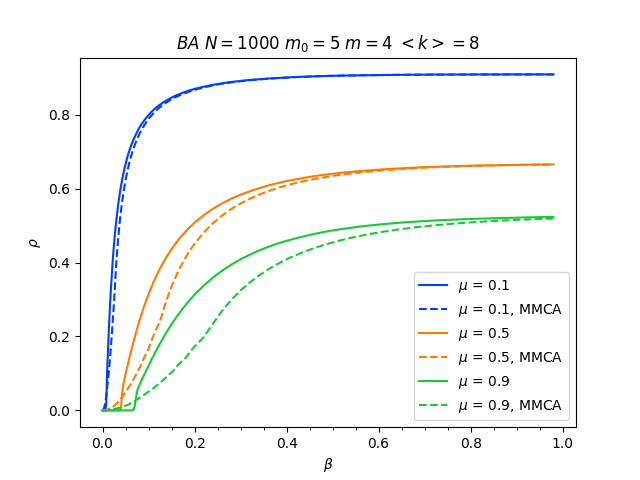 BA N = 1000 m₀ = 5 m = 4 < k > = 8
ρ
0.8
0.6
0.4
0.2
0.0
0.0 0.2 0.4 0.6 0.8 1.0
β
μ = 0.1
μ = 0.1, MMCA
μ = 0.5
μ = 0.5, MMCA
μ = 0.9
μ = 0.9, MMCA